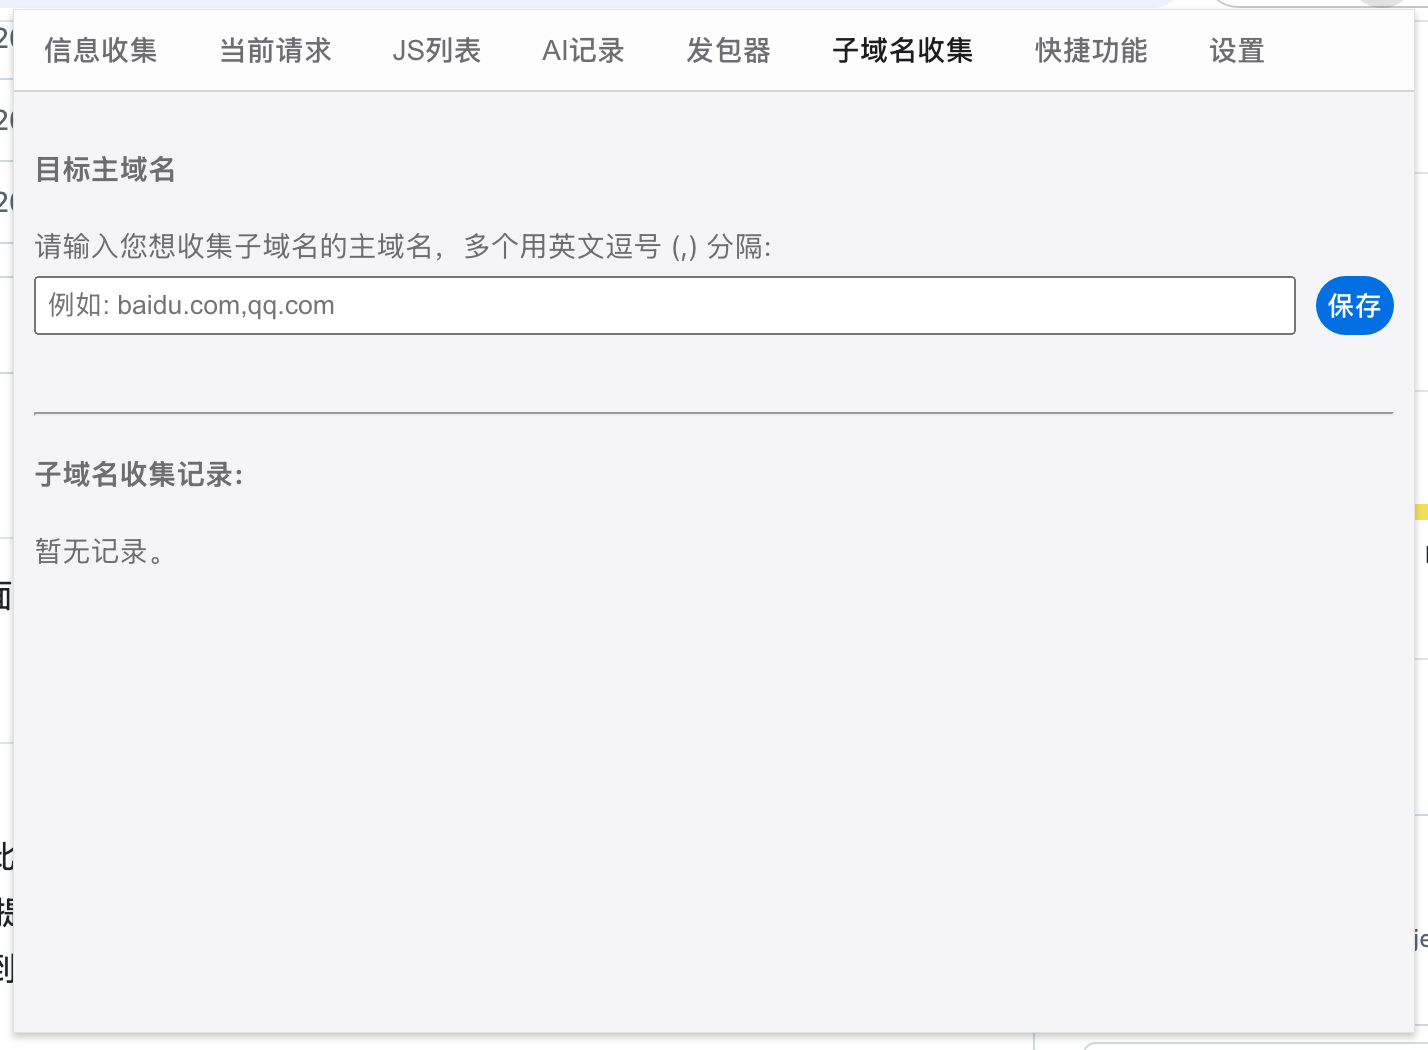 信息收集 当前请求 JS列表 AI记录 发包器 子域名收集 快捷功能 设置
目标主域名
请输入您想收集子域名的主域名，多个用英文逗号 (,) 分隔:
例如: baidu.com,qq.com 保存
子域名收集记录:
暂无记录。
面
提
到